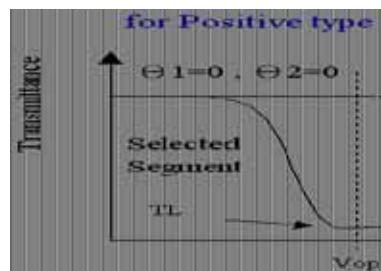 for Positive type
Transmittance
Θ1=0 , Θ2=0
Selected
Segment
TL
Vop